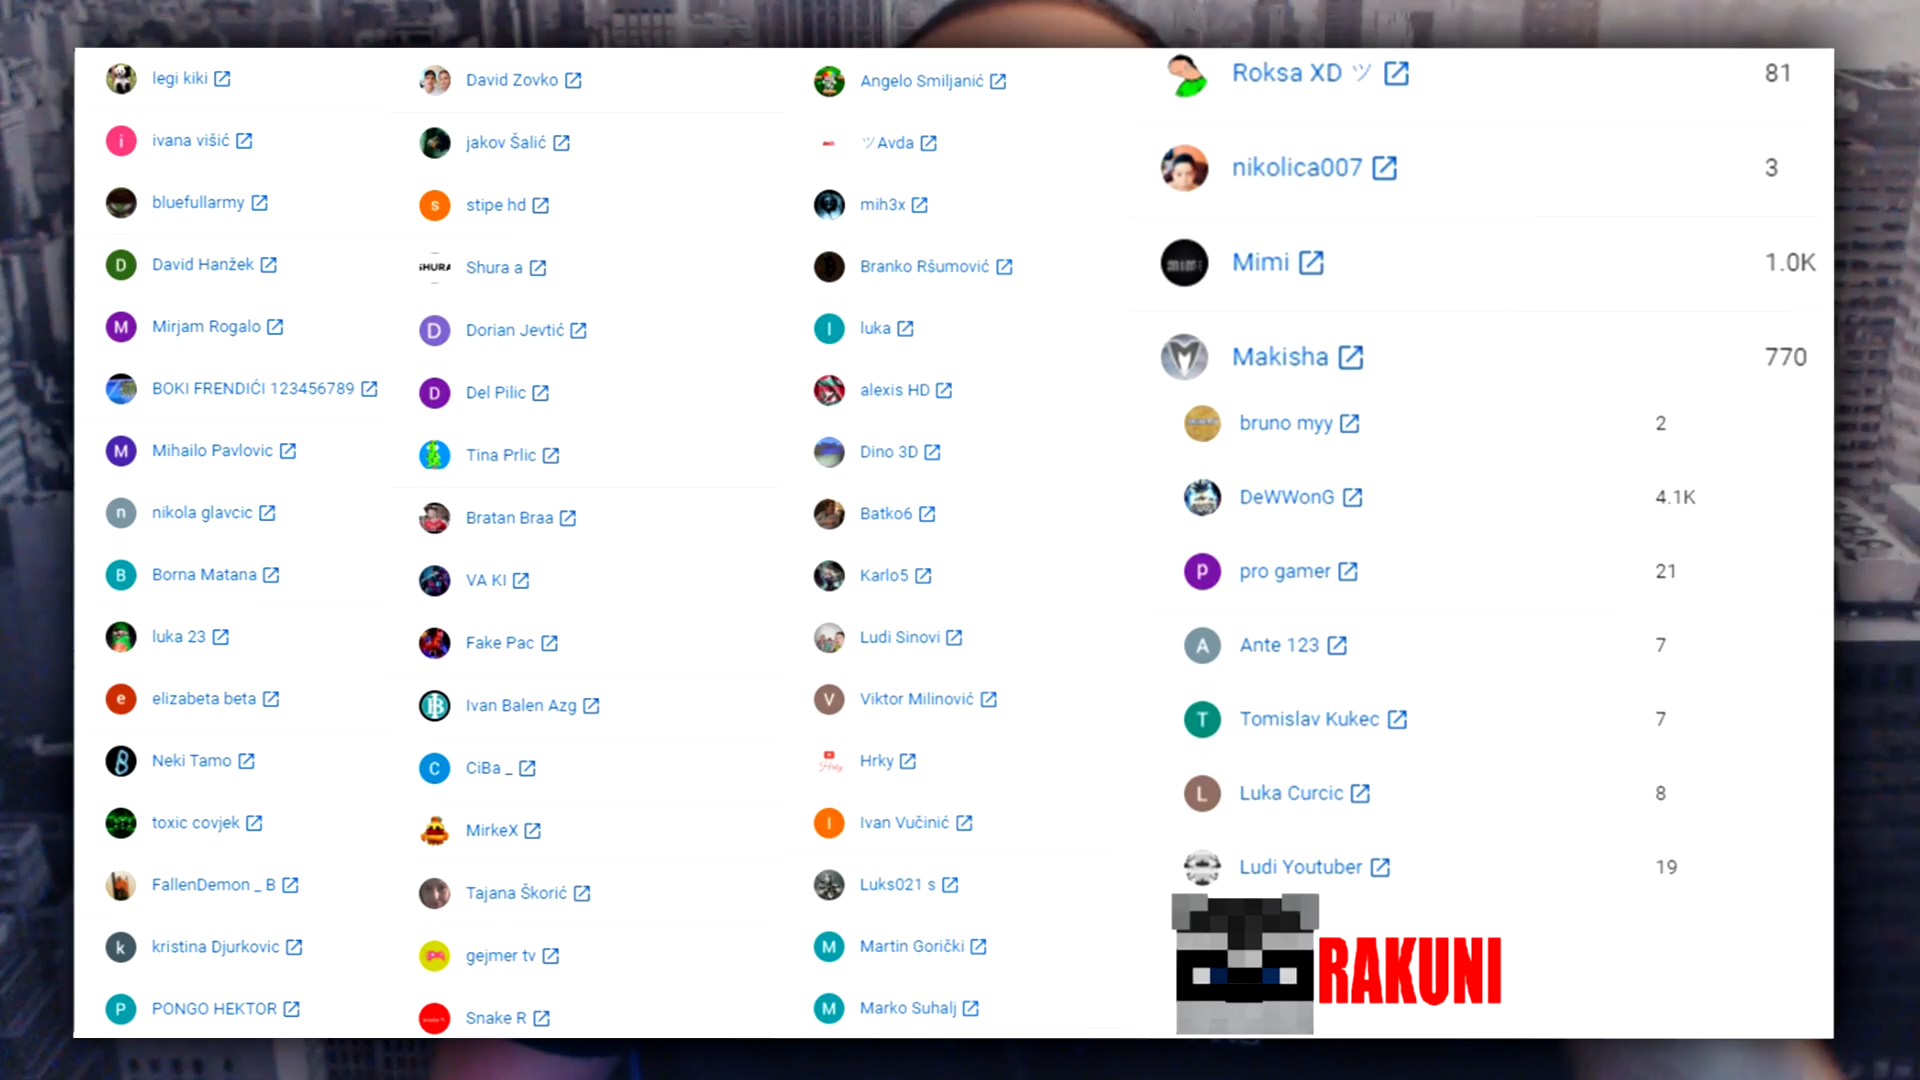 legi kiki
ivana višić
bluefullarmy
David Hanžek
Mirjam Rogalo
BOKI FRENDIĆI 123456789
Mihailo Pavlovic
nikola glavcic
Borna Matana
luka 23
elizabeta beta
Neki Tamo
toxic covjek
FallenDemon _ B
kristina Djurkovic
PONGO HEKTOR
David Zovko
jakov Šalić
stipe hd
Shura a
Dorian Jevtić
Del Pilic
Tina Prlic
Bratan Braa
VA KI
Fake Pac
Ivan Balen Azg
CiBa _
MirkeX
Tajana Škorić
gejmer tv
Snake R
Angelo Smiljanić
ツAvda
mih3x
Branko Ršumović
luka
alexis HD
Dino 3D
Batko6
Karlo5
Ludi Sinovi
Viktor Milinović
Hrky
Ivan Vučinić
Luks021 s
Martin Gorički
Marko Suhalj
Roksa XD ツ 81
nikolica007 3
Mimi 1.0K
Makisha 770
bruno myy 2
DeWWonG 4.1K
pro gamer 21
Ante 123 7
Tomislav Kukec 7
Luka Curcic 8
Ludi Youtuber 19
RAKUNI